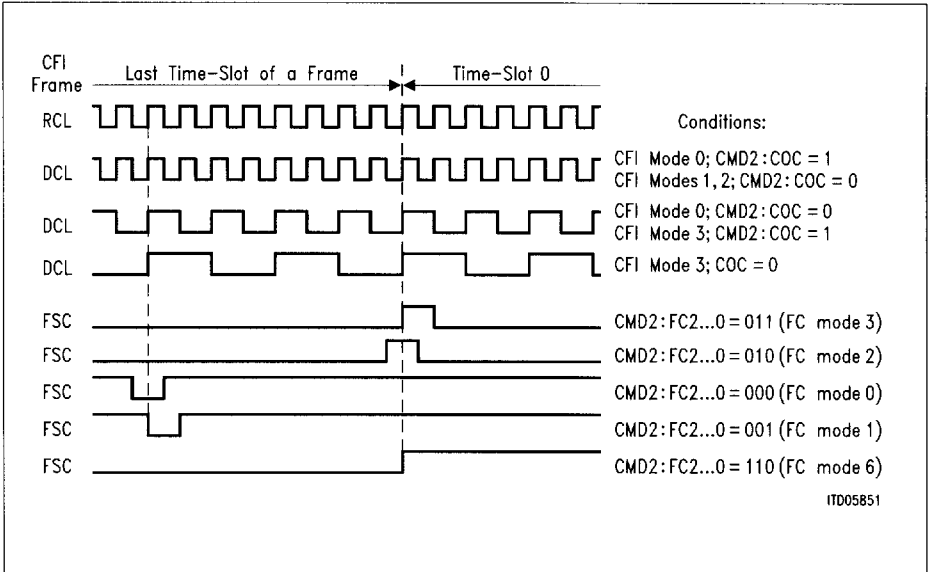 CFI
Frame
Last Time-Slot of a Frame
Time-Slot 0
RCL
Conditions:
DCL
CFI Mode 0; CMD2:COC = 1
CFI Modes 1, 2; CMD2:COC = 0
DCL
CFI Mode 0; CMD2:COC = 0
CFI Mode 3; CMD2:COC = 1
DCL
CFI Mode 3; COC = 0
FSC
CMD2:FC2...0 = 011 (FC mode 3)
FSC
CMD2:FC2...0 = 010 (FC mode 2)
FSC
CMD2:FC2...0 = 000 (FC mode 0)
FSC
CMD2:FC2...0 = 001 (FC mode 1)
FSC
CMD2:FC2...0 = 110 (FC mode 6)
ITD05851